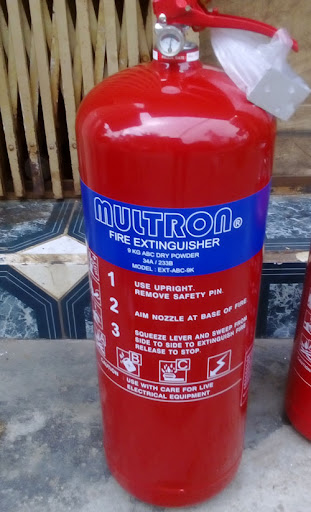 MULTRON®
FIRE EXTINGUISHER
9 KG ABC DRY POWDER
34A / 233B
MODEL : EXT-ABC-9K
1 USE UPRIGHT.
REMOVE SAFETY PIN.
2 AIM NOZZLE AT BASE OF FIRE.
3 SQUEEZE LEVER AND SWEEP FROM
SIDE TO SIDE TO EXTINGUISH FIRE
RELEASE TO STOP.
B C
USE WITH CARE FOR LIVE
ELECTRICAL EQUIPMENT